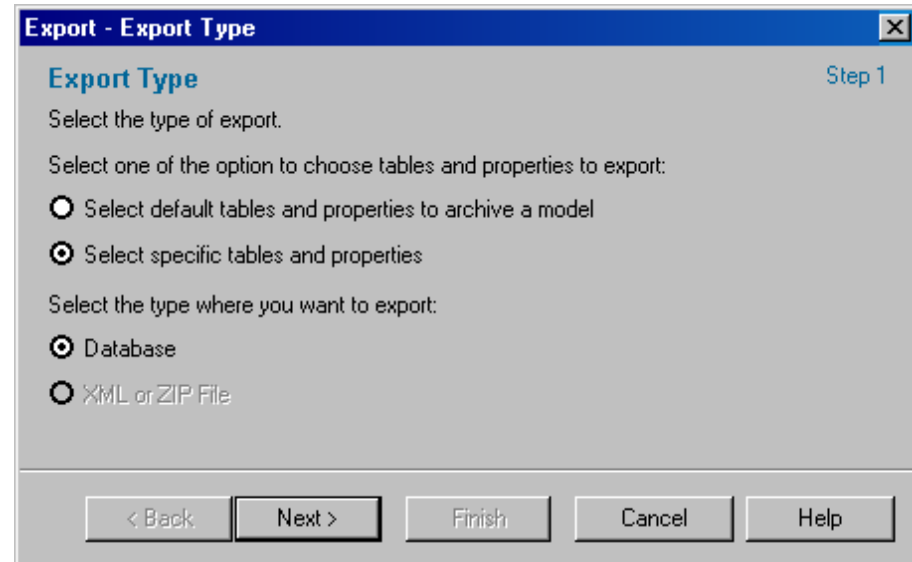 Export - Export Type
Export Type
Step 1
Select the type of export.
Select one of the option to choose tables and properties to export:
Select default tables and properties to archive a model
Select specific tables and properties
Select the type where you want to export:
Database
XML or ZIP File
< Back
Next >
Finish
Cancel
Help